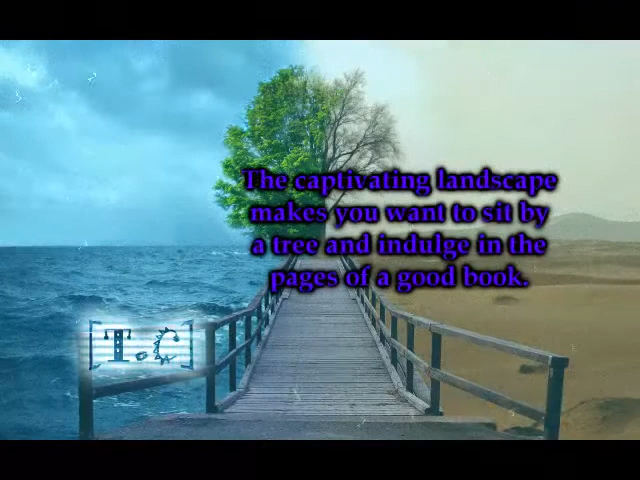 The captivating landscape
makes you want to sit by
a tree and indulge in the
pages of a good book.
T.C